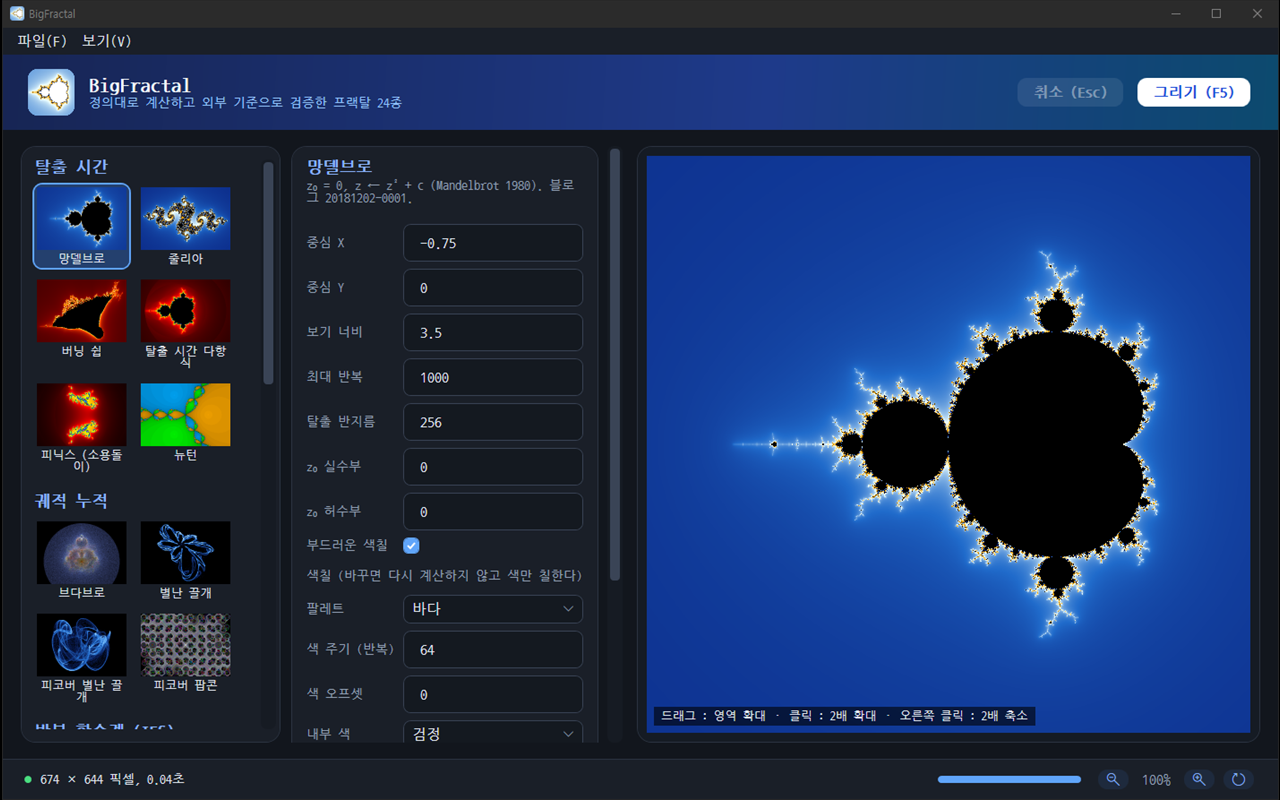 BigFractal
파일(F) 보기(V)
BigFractal
정의대로 계산하고 외부 기준으로 검증한 프랙탈 24종
취소 (Esc)
그리기 (F5)
탈출 시간
망델브로
줄리아
버닝 쉽
탈출 시간 다항
식
피닉스 (소용돌
이)
뉴턴
궤적 누적
브다브로
별난 끌개
피코버 별난 끌
개
피코버 팝콘
망델브로
z₀ = 0, z ← z² + c (Mandelbrot 1980). 블로
그 20181202-0001.
중심 X
-0.75
중심 Y
0
보기 너비
3.5
최대 반복
1000
탈출 반지름
256
z₀ 실수부
0
z₀ 허수부
0
부드러운 색칠
색칠 (바꾸면 다시 계산하지 않고 색만 칠한다)
팔레트
바다
색 주기 (반복)
64
색 오프셋
0
내부 색
검정
드래그 : 영역 확대 · 클릭 : 2배 확대 · 오른쪽 클릭 : 2배 축소
674 × 644 픽셀, 0.04초
100%